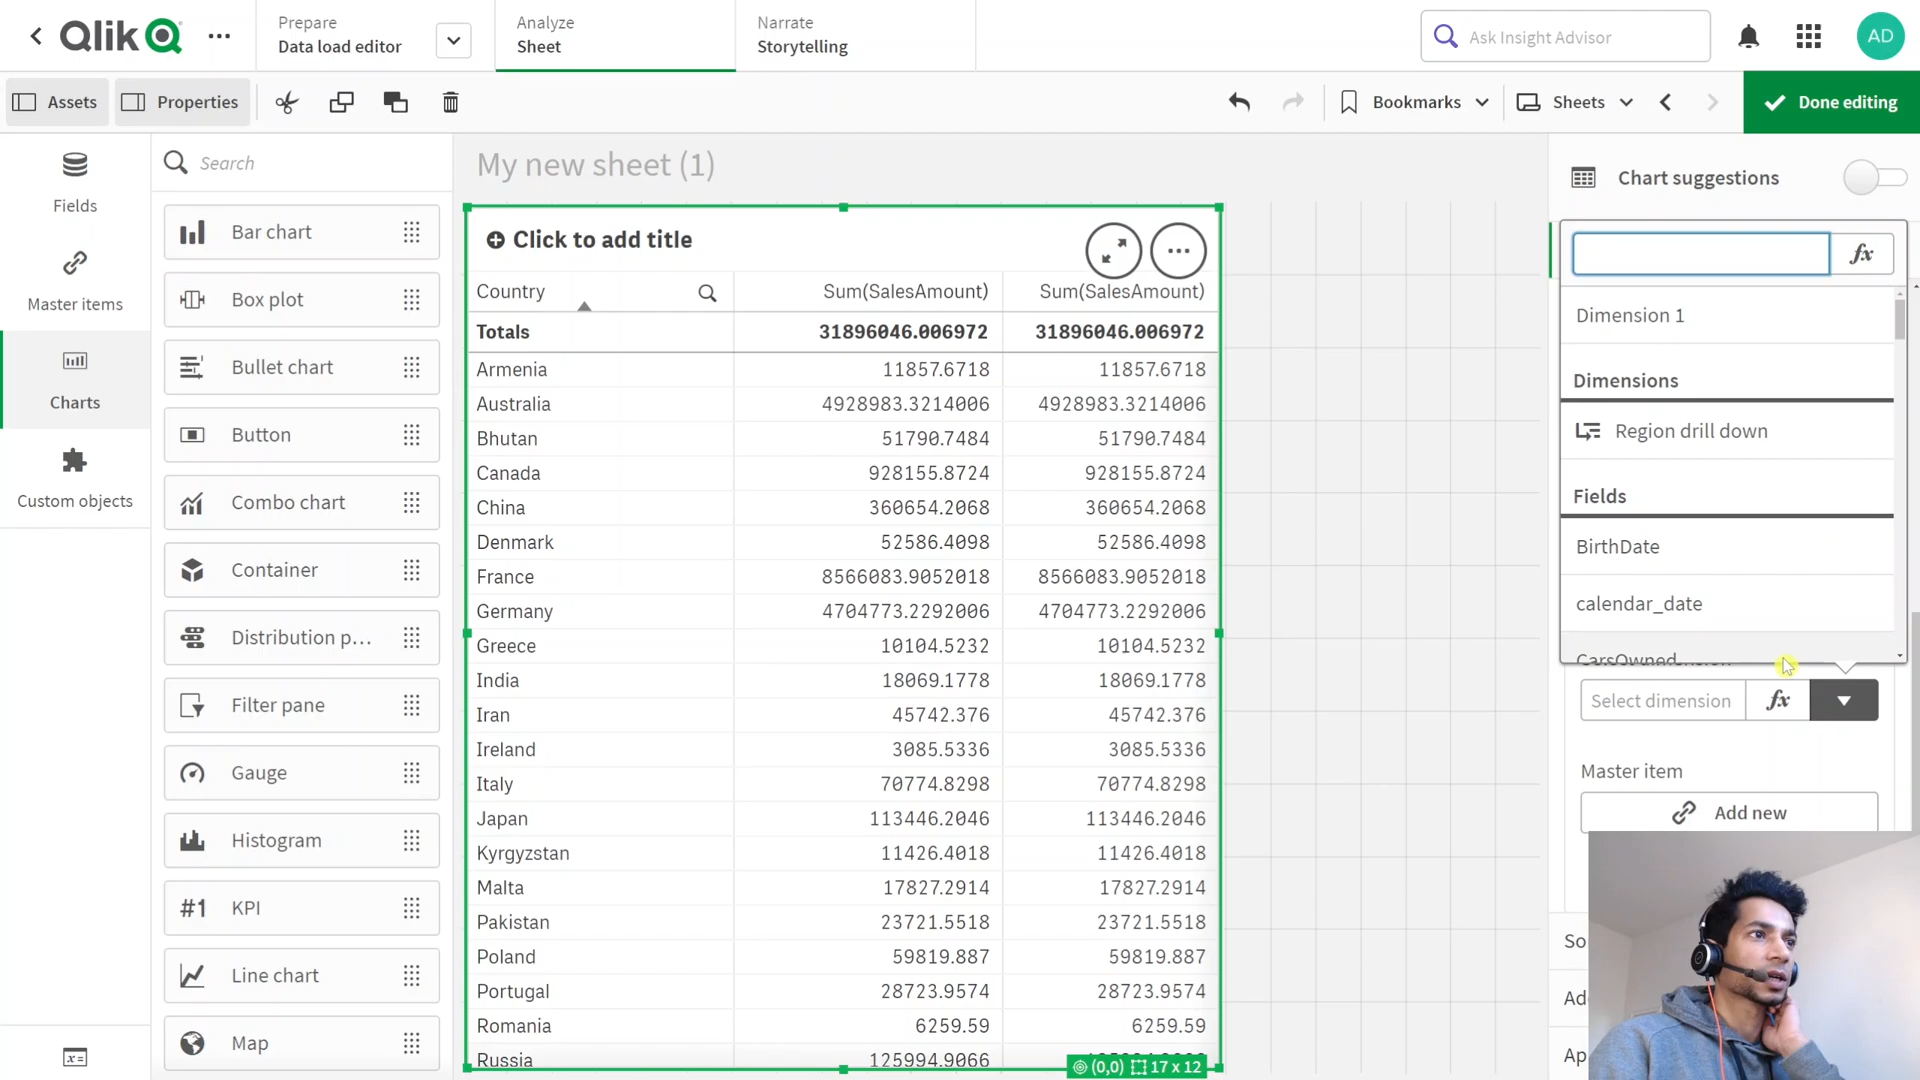 Qlik
Prepare
Data load editor
Analyze
Sheet
Narrate
Storytelling
Ask Insight Advisor
AD
Assets
Properties
Bookmarks
Sheets
Done editing
Fields
Master items
Charts
Custom objects
Search
Bar chart
Box plot
Bullet chart
Button
Combo chart
Container
Distribution p...
Filter pane
Gauge
Histogram
#1 KPI
Line chart
Map
My new sheet (1)
Click to add title
Country Sum(SalesAmount) Sum(SalesAmount)
Totals 31896046.006972 31896046.006972
Armenia 11857.6718 11857.6718
Australia 4928983.3214006 4928983.3214006
Bhutan 51790.7484 51790.7484
Canada 928155.8724 928155.8724
China 360654.2068 360654.2068
Denmark 52586.4098 52586.4098
France 8566083.9052018 8566083.9052018
Germany 4704773.2292006 4704773.2292006
Greece 10104.5232 10104.5232
India 18069.1778 18069.1778
Iran 45742.376 45742.376
Ireland 3085.5336 3085.5336
Italy 70774.8298 70774.8298
Japan 113446.2046 113446.2046
Kyrgyzstan 11426.4018 11426.4018
Malta 17827.2914 17827.2914
Pakistan 23721.5518 23721.5518
Poland 59819.887 59819.887
Portugal 28723.9574 28723.9574
Romania 6259.59 6259.59
Russia 125994.9066
(0,0) 17 x 12
Chart suggestions
fx
Dimension 1
Dimensions
Region drill down
Fields
BirthDate
calendar_date
CarsOwned
Select dimension fx
Master item
Add new
So
Ad
Ap